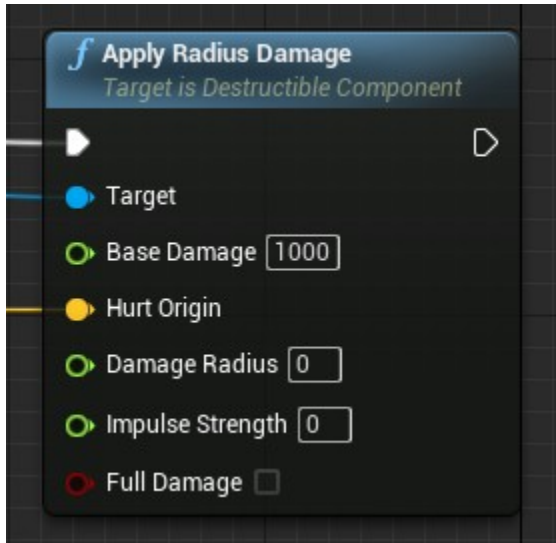 f Apply Radius Damage
Target is Destructible Component
Target
Base Damage 1000
Hurt Origin
Damage Radius 0
Impulse Strength 0
Full Damage